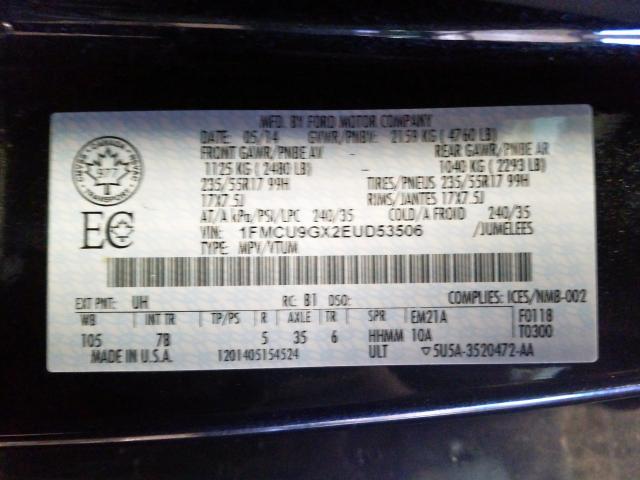 MFD. BY FORD MOTOR COMPANY
DATE: 05/14 GVWR/PNBV: 2159 KG (4760 LB)
FRONT GAWR/PNBE AV - REAR GAWR/PNBE AR
1125 KG (2480 LB) - 1040 KG (2293 LB)
235/55R17 99H TIRES/PNEUS 235/55R17 99H
17X7.5J RIMS/JANTES 17X7.5J
AT/A kPa/PSI/LPC 240/35 COLD/A FROID 240/35
VIN: 1FMCU9GX2EUD53506 /JUMELEES
TYPE: MPV/VTUM
CANADA
977
TRANSPORT
EC
EXT PNT: UH RC: B1 DSO: COMPLIES: ICES/NMB-002
WB INT TR TP/PS R AXLE TR SPR EM21A F0118
105 7B 5 35 6 HHMM 10A T0300
MADE IN U.S.A. 1201405154524 ULT ▽5U5A-3520472-AA